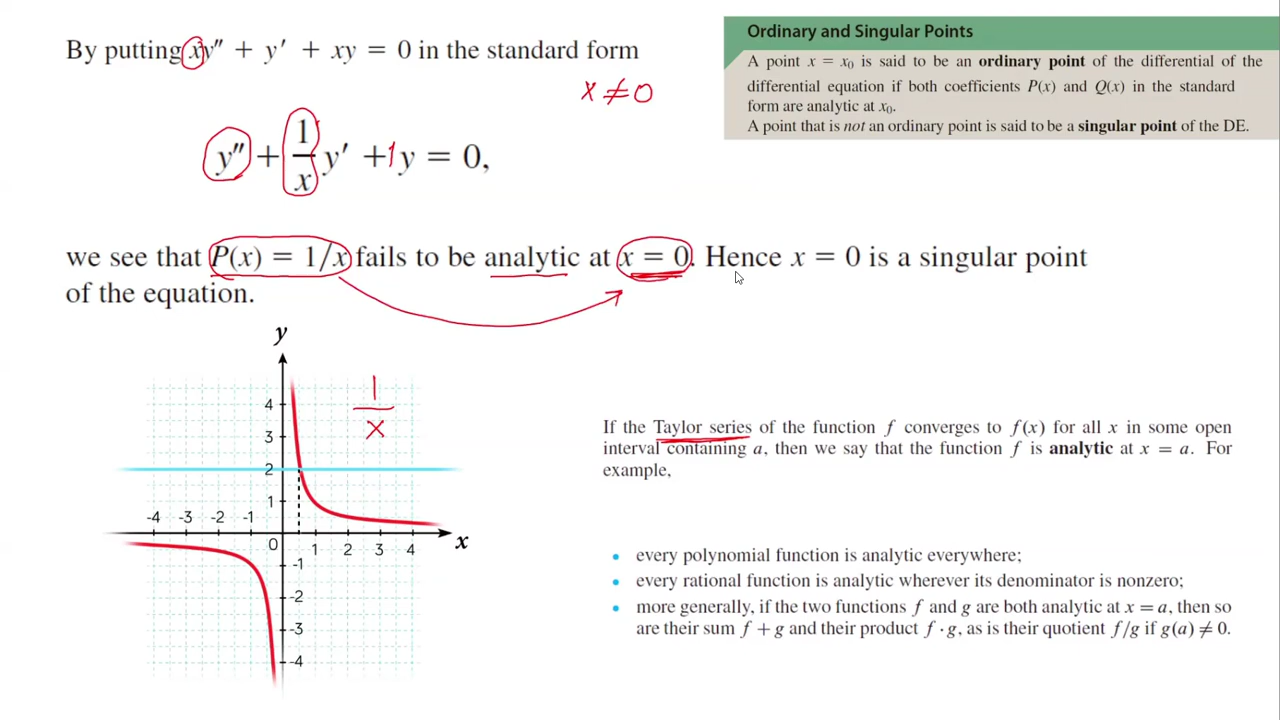 By putting xy″ + y′ + xy = 0 in the standard form
x ≠ 0
y″ + 1/x y′ + 1y = 0,
we see that P(x) = 1/x fails to be analytic at x = 0. Hence x = 0 is a singular point
of the equation.
Ordinary and Singular Points
A point x = x₀ is said to be an ordinary point of the differential of the
differential equation if both coefficients P(x) and Q(x) in the standard
form are analytic at x₀.
A point that is not an ordinary point is said to be a singular point of the DE.
y
1/x
4
3
2
1
-4 -3 -2 -1
0 1 2 3 4
x
-1
-2
-3
-4
If the Taylor series of the function f converges to f(x) for all x in some open
interval containing a, then we say that the function f is analytic at x = a. For
example,
• every polynomial function is analytic everywhere;
• every rational function is analytic wherever its denominator is nonzero;
• more generally, if the two functions f and g are both analytic at x = a, then so
are their sum f + g and their product f · g, as is their quotient f/g if g(a) ≠ 0.